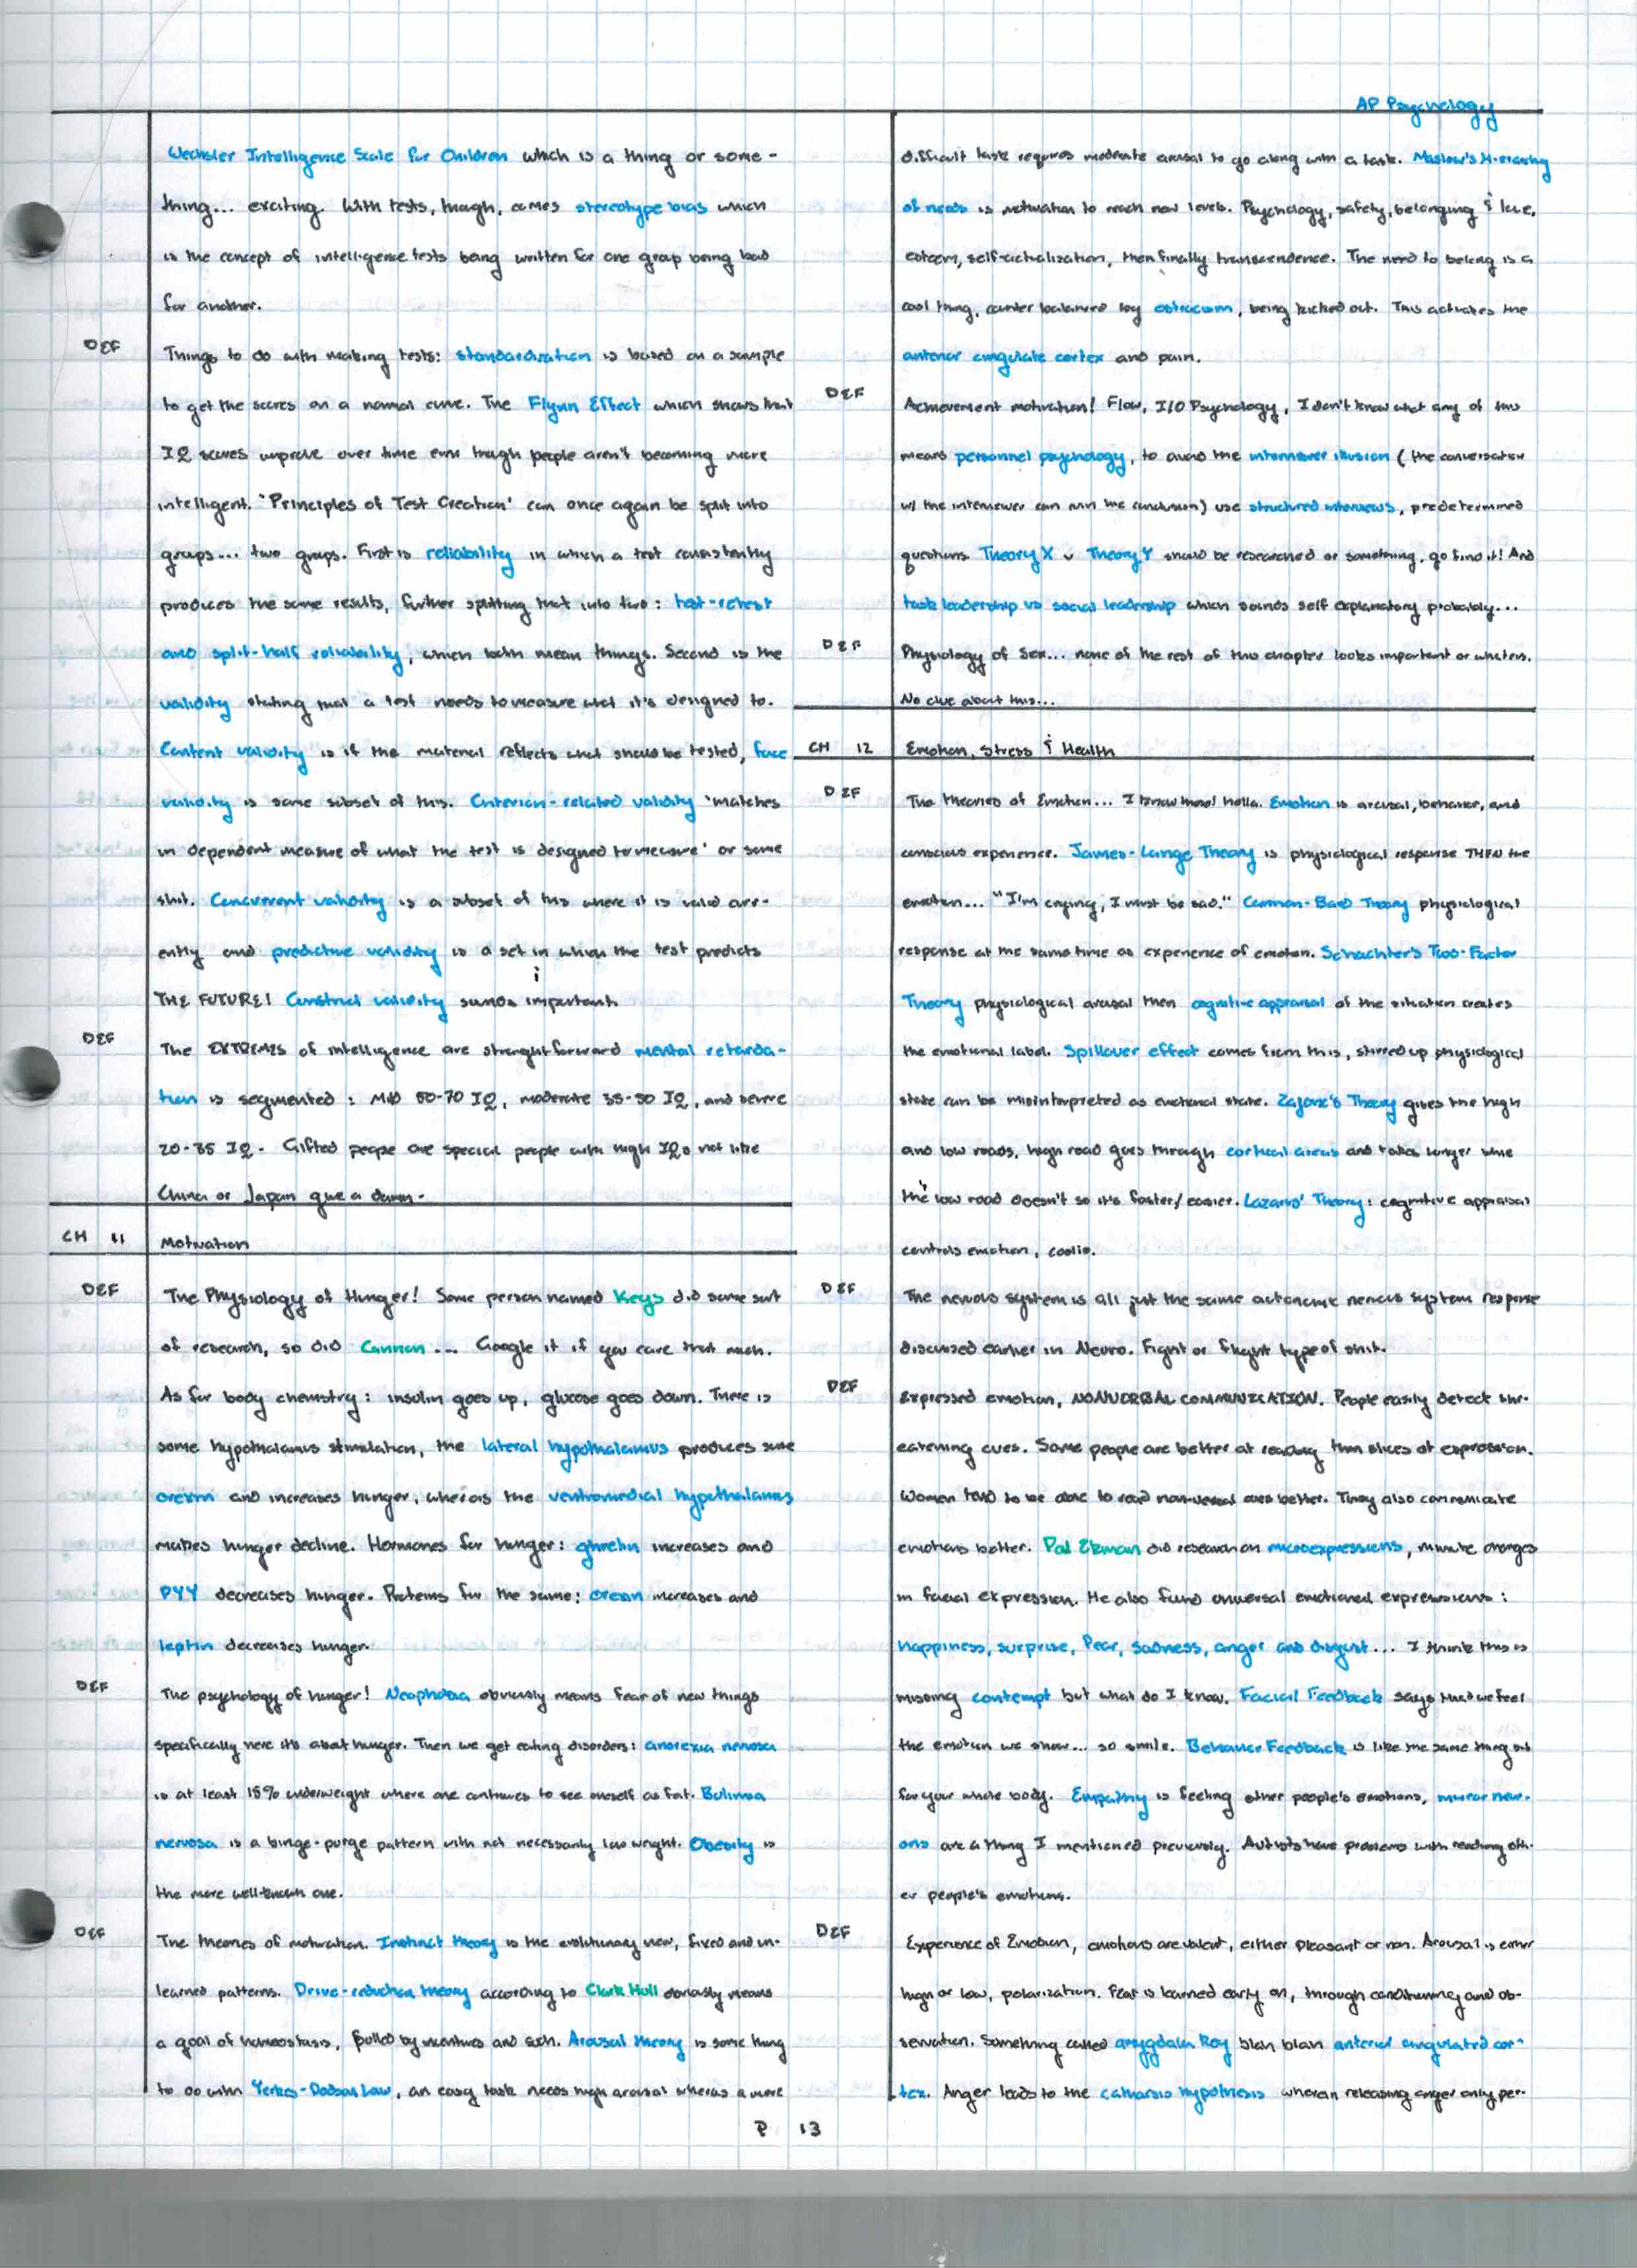 AP Psychology
Wechsler Intelligence Scale for Children which is a thing or some-
thing... exciting. With tests, though, comes stereotype bias which
is the concept of intelligence tests being written for one group being bad
for another.
DEF
Things to do with making tests: standardization is based on a sample
to get the scores on a normal curve. The Flynn Effect which shows that
IQ scores improve over time even though people aren't becoming more
intelligent. 'Principles of Test Creation' can once again be split into
groups... two groups. First is reliability in which a test consistently
produces the same results, further splitting that into two: test-retest
and split-half reliability, which both mean things. Second is the
validity stating that a test needs to measure what it's designed to.
Content validity is if the material reflects what should be tested, face
validity is some subset of this. Criterion-related validity 'matches
in dependent measure of what the test is designed to measure' or some
shit. Concurrent validity is a subset of this where it is valid curr-
ently and predictive validity is a set in which the test predicts
THE FUTURE! Construct validity sounds important.
DEF
The EXTREMES of intelligence are straightforward mental retarda-
tion is segmented: Mild 50-70 IQ, moderate 35-50 IQ, and severe
20-35 IQ. Gifted people are special people with high IQs not like
China or Japan give a damn.
CH 11 Motivation
DEF
The Physiology of Hunger! Some person named Keys did some sort
of research, so did Cannon... Google it if you care that much.
As for body chemistry: insulin goes up, glucose goes down. There is
some hypothalamus stimulation, the lateral hypothalamus produces some
orexin and increases hunger, wheras the ventromedial hypothalamus
makes hunger decline. Hormones for hunger: ghrelin increases and
PYY decreases hunger. Proteins for the same: orexin increases and
leptin decreases hunger.
DEF
The psychology of hunger! Neophobia obviously means fear of new things
specifically here it's about hunger. Then we get eating disorders: anorexia nervosa
is at least 15% underweight where one continues to see oneself as fat. Bulimia
nervosa is a binge-purge pattern with not necessarily low weight. Obesity is
the more well-known one.
DEF
The theories of motivation. Instinct theory is the evolutionary view, fixed and un-
learned patterns. Drive-reduction theory according to Clark Hull obviously means
a goal of homeostasis, pulled by incentives and such. Arousal theory is some thing
to do with Yerkes-Dodson Law, an easy task needs high arousal wheras a more
difficult task requires moderate arousal to go along with a task. Maslow's Hierarchy
of needs is motivation to reach new levels. Psychology, safety, belonging & love,
esteem, self-actualization, then finally transcendence. The need to belong is a
cool thing, counter balanced by ostracism, being kicked out. This activates the
anterior cingulate cortex and pain.
DEF
Achievement motivation! Flow, I/O Psychology, I don't know what any of this
means personnel psychology, to avoid the interviewer illusion (the conversation
w/ the interviewer can ruin the conclusion) use structured interviews, predetermined
questions. Theory X v Theory Y should be researched or something, go find it! And
task leadership vs social leadership which sounds self explanatory probably...
DEF
Physiology of Sex... none of the rest of this chapter looks important or
No clue about this...
CH 12 Emotion, Stress & Health
DEF
The theories of Emotion... I know those! Holla. Emotion is arousal, behavior, and
conscious experience. James-Lange Theory is physiological response THEN the
emotion... "I'm crying, I must be sad." Cannon-Bard Theory physiological
response at the same time as experience of emotion. Schachter's Two-Factor
Theory physiological arousal then cognitive appraisal of the situation creates
the emotional label. Spillover effect comes from this, stirred up physiological
state can be misinterpreted as emotional state. Zajonc's Theory gives the high
and low roads, high road goes through cortical areas and takes longer while
the low road doesn't so it's faster/easier. Lazarus' Theory: cognitive appraisal
controls emotion, coolio.
DEF
The nervous system is all just the same autonomic nervous system response
discussed earlier in Neuro. Fight or flight type of shit.
DEF
Expressed emotion, NONVERBAL COMMUNICATION. People easily detect thr-
eatening cues. Some people are better at reading thin slices of expression.
Women tend to be able to read nonverbal cues better. They also communicate
emotions better. Paul Ekman did research on microexpressions, minute changes
in facial expression. He also found universal emotional expressions:
happiness, surprise, fear, sadness, anger and disgust... I think this is
missing contempt but what do I know. Facial Feedback says that we feel
the emotion we show... so smile. Behavior Feedback is like the same thing but
for your whole body. Empathy is feeling other people's emotions, mirror neur-
ons are a thing I mentioned previously. Autists have problems with reading oth-
er people's emotions.
DEF
Experience of Emotion, emotions are valent, either pleasant or non. Arousal is either
high or low, polarization. Fear is learned early on, through conditioning and ob-
servation. Something called amygdala Roy blah blah anterior cingulated cor-
tex. Anger leads to the catharsis hypothesis wherein releasing anger only per-
P 13